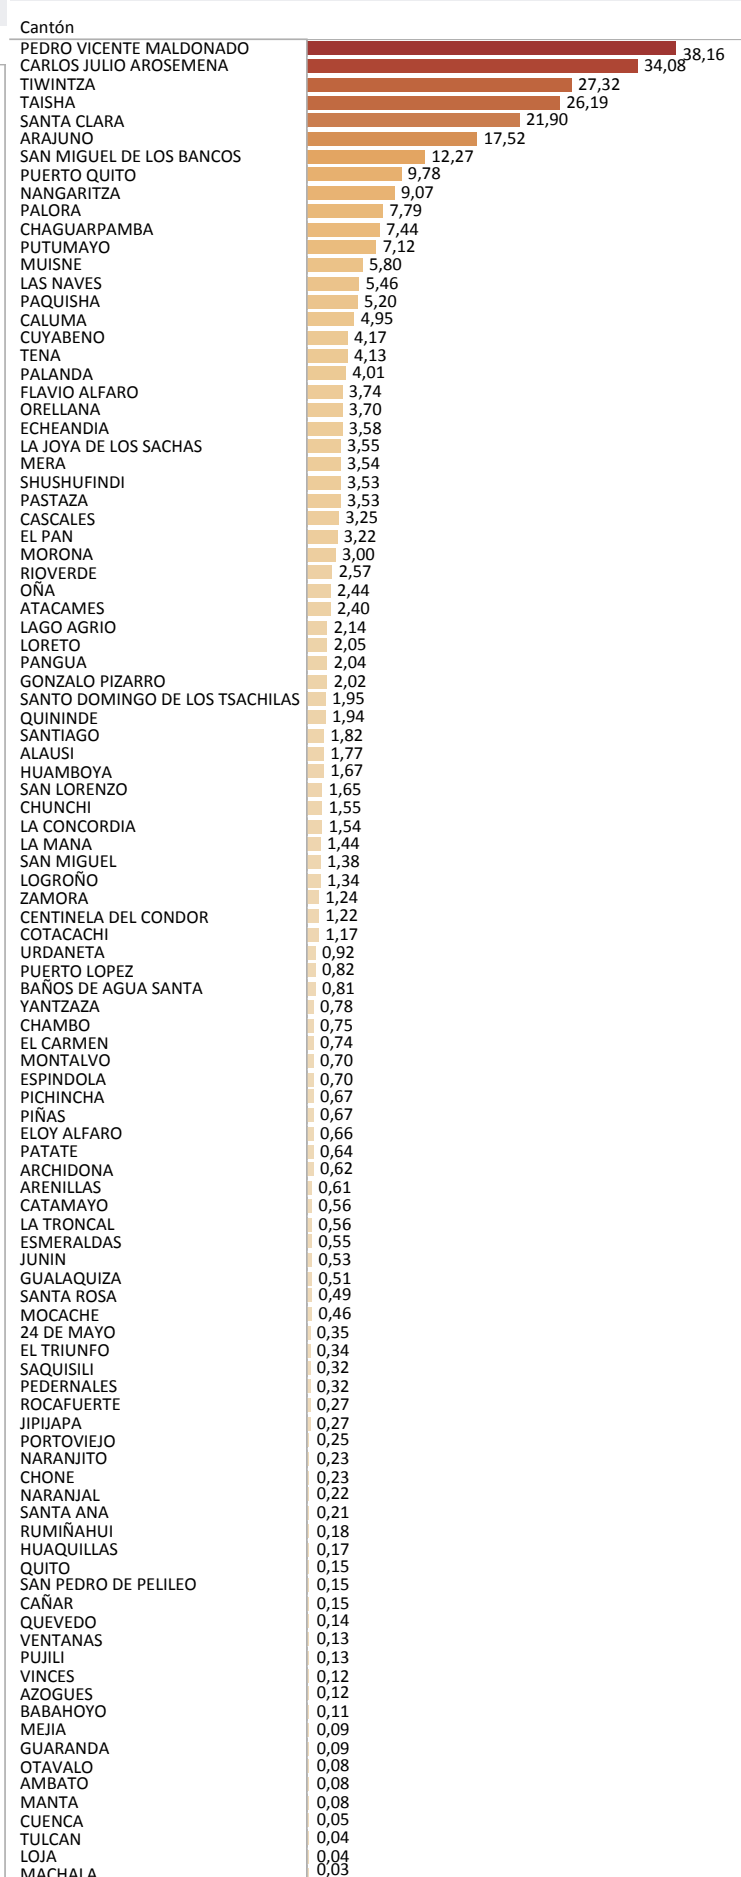 Cantón
PEDRO VICENTE MALDONADO 38,16
CARLOS JULIO AROSEMENA 34,08
TIWINTZA 27,32
TAISHA 26,19
SANTA CLARA 21,90
ARAJUNO 17,52
SAN MIGUEL DE LOS BANCOS 12,27
PUERTO QUITO 9,78
NANGARITZA 9,07
PALORA 7,79
CHAGUARPAMBA 7,44
PUTUMAYO 7,12
MUISNE 5,80
LAS NAVES 5,46
PAQUISHA 5,20
CALUMA 4,95
CUYABENO 4,17
TENA 4,13
PALANDA 4,01
FLAVIO ALFARO 3,74
ORELLANA 3,70
ECHEANDIA 3,58
LA JOYA DE LOS SACHAS 3,55
MERA 3,54
SHUSHUFINDI 3,53
PASTAZA 3,53
CASCALES 3,25
EL PAN 3,22
MORONA 3,00
RIOVERDE 2,57
OÑA 2,44
ATACAMES 2,40
LAGO AGRIO 2,14
LORETO 2,05
PANGUA 2,04
GONZALO PIZARRO 2,02
SANTO DOMINGO DE LOS TSACHILAS 1,95
QUININDE 1,94
SANTIAGO 1,82
ALAUSI 1,77
HUAMBOYA 1,67
SAN LORENZO 1,65
CHUNCHI 1,55
LA CONCORDIA 1,54
LA MANA 1,44
SAN MIGUEL 1,38
LOGROÑO 1,34
ZAMORA 1,24
CENTINELA DEL CONDOR 1,22
COTACACHI 1,17
URDANETA 0,92
PUERTO LOPEZ 0,82
BAÑOS DE AGUA SANTA 0,81
YANTZAZA 0,78
CHAMBO 0,75
EL CARMEN 0,74
MONTALVO 0,70
ESPINDOLA 0,70
PICHINCHA 0,67
PIÑAS 0,67
ELOY ALFARO 0,66
PATATE 0,64
ARCHIDONA 0,62
ARENILLAS 0,61
CATAMAYO 0,56
LA TRONCAL 0,56
ESMERALDAS 0,55
JUNIN 0,53
GUALAQUIZA 0,51
SANTA ROSA 0,49
MOCACHE 0,46
24 DE MAYO 0,35
EL TRIUNFO 0,34
SAQUISILI 0,32
PEDERNALES 0,32
ROCAFUERTE 0,27
JIPIJAPA 0,27
PORTOVIEJO 0,25
NARANJITO 0,23
CHONE 0,23
NARANJAL 0,22
SANTA ANA 0,21
RUMIÑAHUI 0,18
HUAQUILLAS 0,17
QUITO 0,15
SAN PEDRO DE PELILEO 0,15
CAÑAR 0,15
QUEVEDO 0,14
VENTANAS 0,13
PUJILI 0,13
VINCES 0,12
AZOGUES 0,12
BABAHOYO 0,11
MEJIA 0,09
GUARANDA 0,09
OTAVALO 0,08
AMBATO 0,08
MANTA 0,08
CUENCA 0,05
TULCAN 0,04
LOJA 0,04
MACHALA 0,03